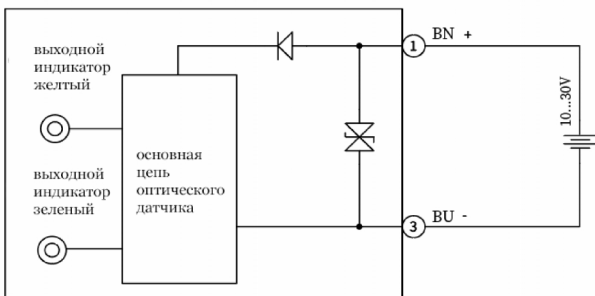 выходной
индикатор
желтый
выходной
индикатор
зеленый
основная
цепь
оптического
датчика
1 BN +
10...30V
3 BU -